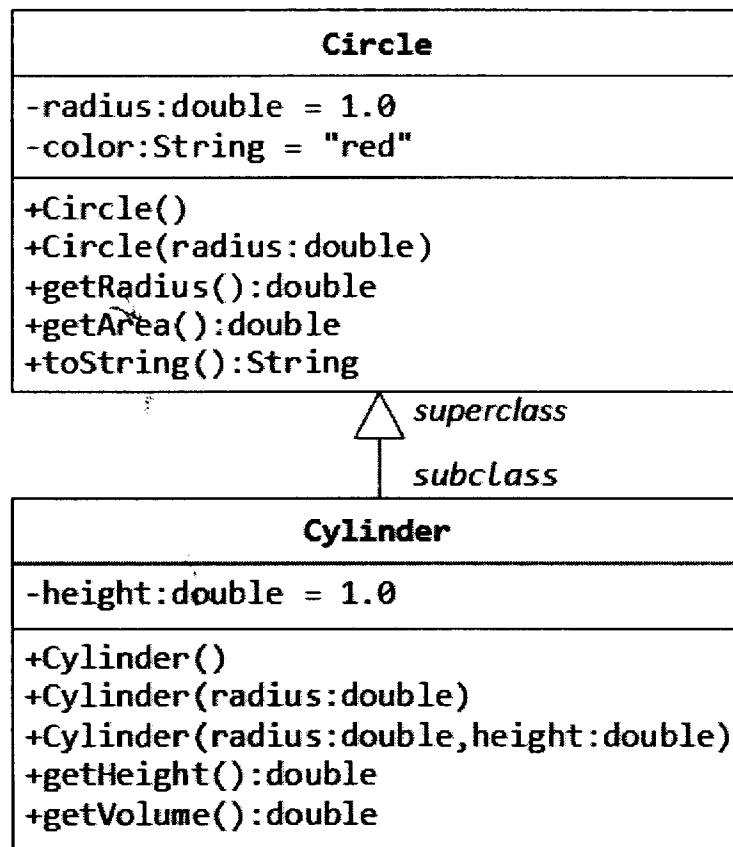 Circle
-radius:double = 1.0
-color:String = "red"
+Circle()
+Circle(radius:double)
+getRadius():double
+getArea():double
+toString():String
superclass
subclass
Cylinder
-height:double = 1.0
+Cylinder()
+Cylinder(radius:double)
+Cylinder(radius:double,height:double)
+getHeight():double
+getVolume():double